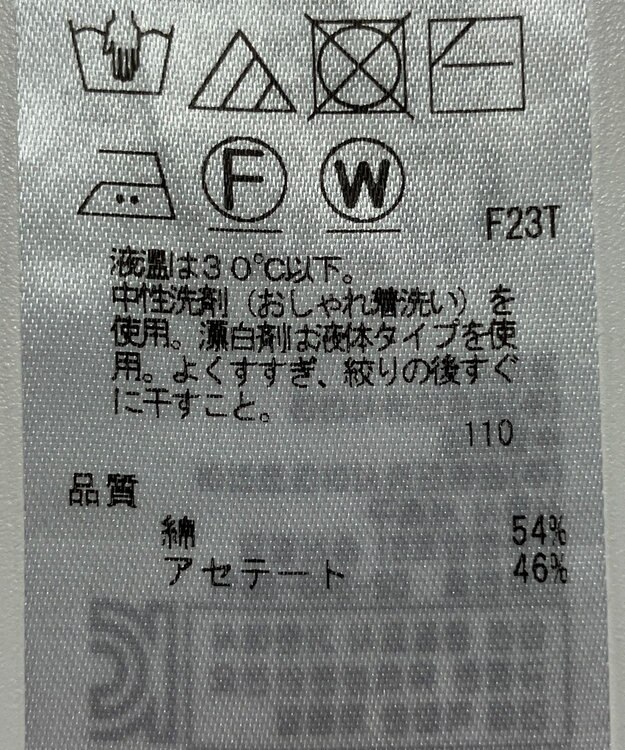 F
W
F23T
液温は30℃以下。
中性洗剤(おしゃれ着洗い)を
使用。漂白剤は液体タイプを使
用。よくすすぎ、絞りの後すぐ
に干すこと。
110
品質
綿 54%
アセテート 46%